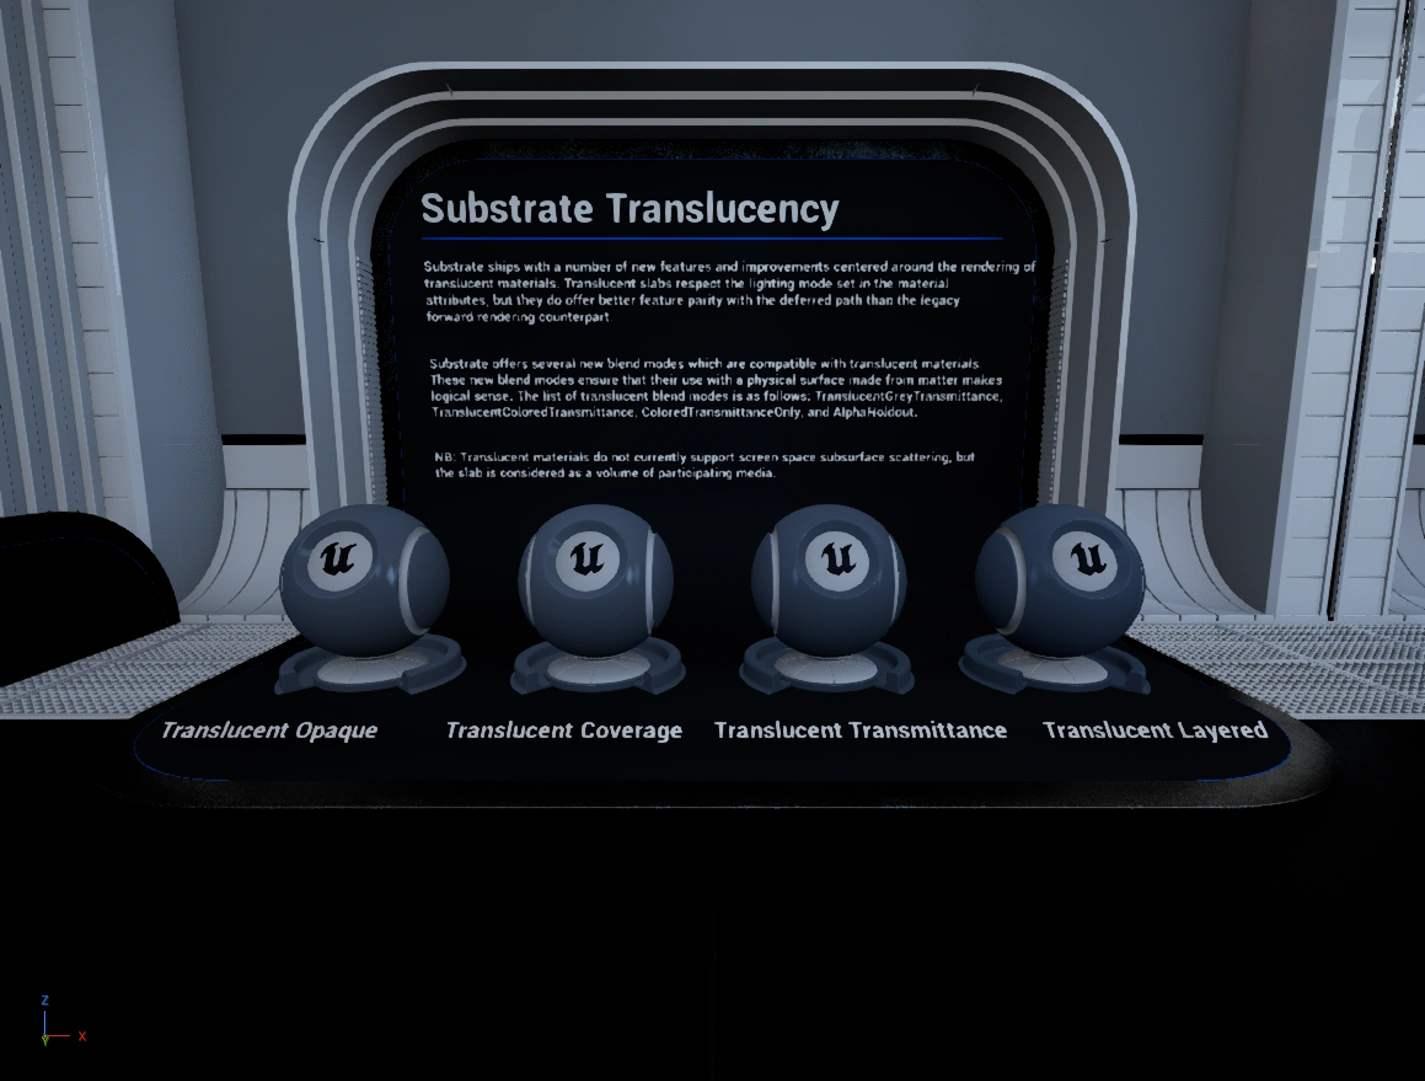 Substrate Translucency
Substrate ships with a number of new features and improvements centered around the rendering of
translucent materials. Translucent slabs respect the lighting mode set in the material
attributes, but they do offer better feature parity with the deferred path than the legacy
forward rendering counterpart.
Substrate offers several new blend modes which are compatible with translucent materials.
These new blend modes ensure that their use with a physical surface made from matter makes
logical sense. The list of translucent blend modes is as follows: TranslucentGreyTransmittance,
TranslucentColoredTransmittance, ColoredTransmittanceOnly, and AlphaHoldout.
NB: Translucent materials do not currently support screen space subsurface scattering, but
the slab is considered as a volume of participating media.
u u u u
Translucent Opaque Translucent Coverage Translucent Transmittance Translucent Layered
Z
Y X